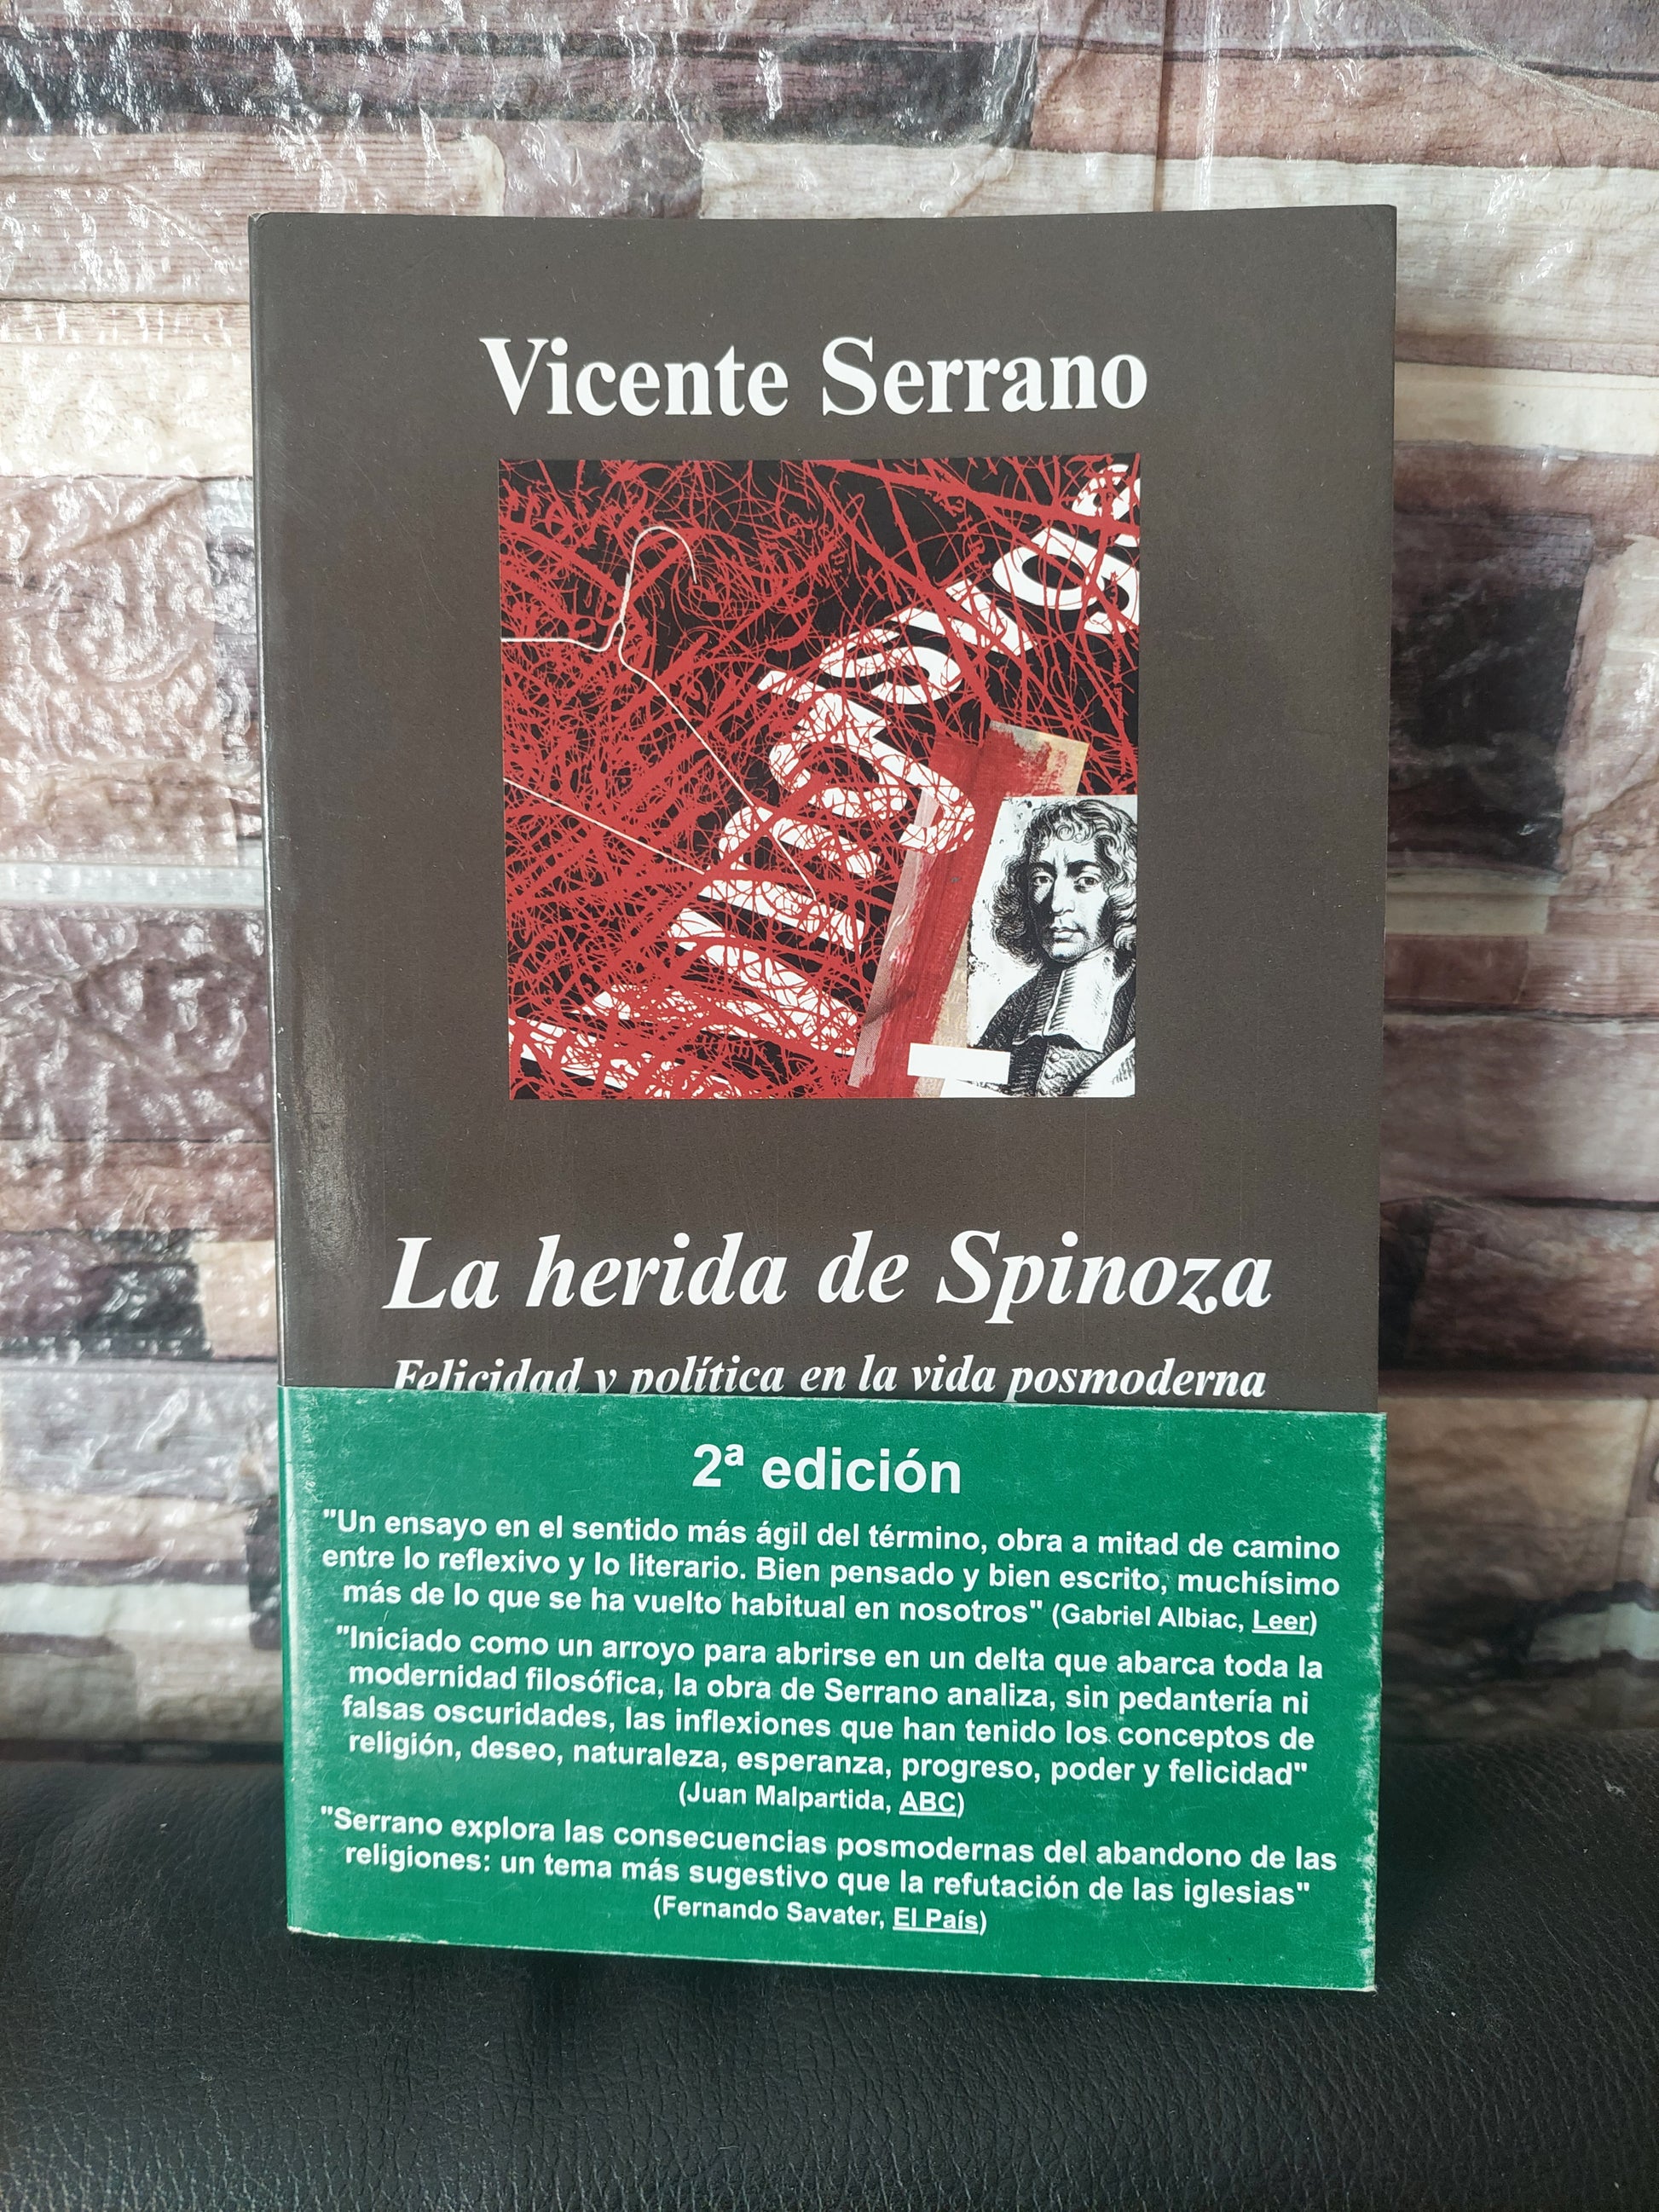 Vicente Serrano
La herida de Spinoza
Felicidad y política en la vida posmoderna
2ª edición
"Un ensayo en el sentido más ágil del término, obra a mitad de camino
entre lo reflexivo y lo literario. Bien pensado y bien escrito, muchísimo
más de lo que se ha vuelto habitual en nosotros" (Gabriel Albiac, Leer)
"Iniciado como un arroyo para abrirse en un delta que abarca toda la
modernidad filosófica, la obra de Serrano analiza, sin pedantería ni
falsas oscuridades, las inflexiones que han tenido los conceptos de
religión, deseo, naturaleza, esperanza, progreso, poder y felicidad"
(Juan Malpartida, ABC)
"Serrano explora las consecuencias posmodernas del abandono de las
religiones: un tema más sugestivo que la refutación de las iglesias"
(Fernando Savater, El País)